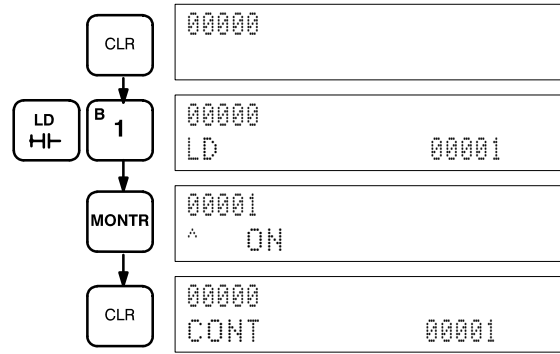 CLR
00000
LD
B
1
00000
LD 00001
MONTR
00001
^ ON
CLR
00000
CONT 00001